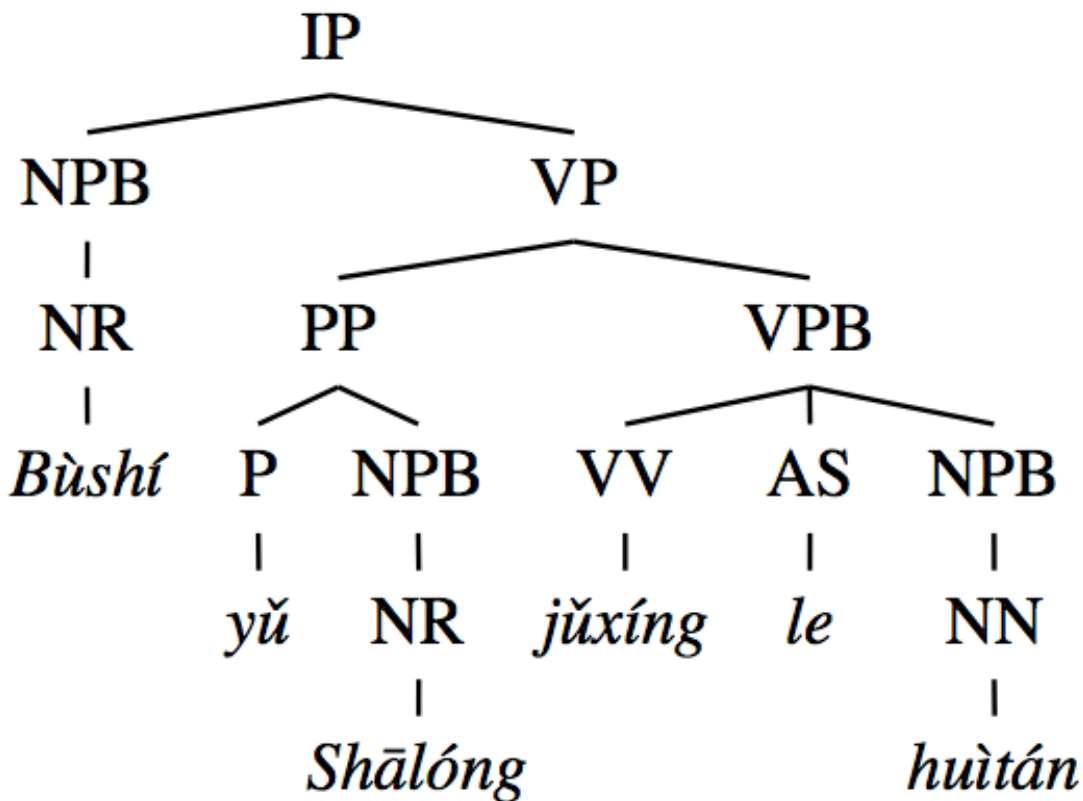 IP
NPB VP
NR PP VPB
Bùshí P NPB VV AS NPB
yǔ NR jǔxíng le NN
Shālóng huìtán